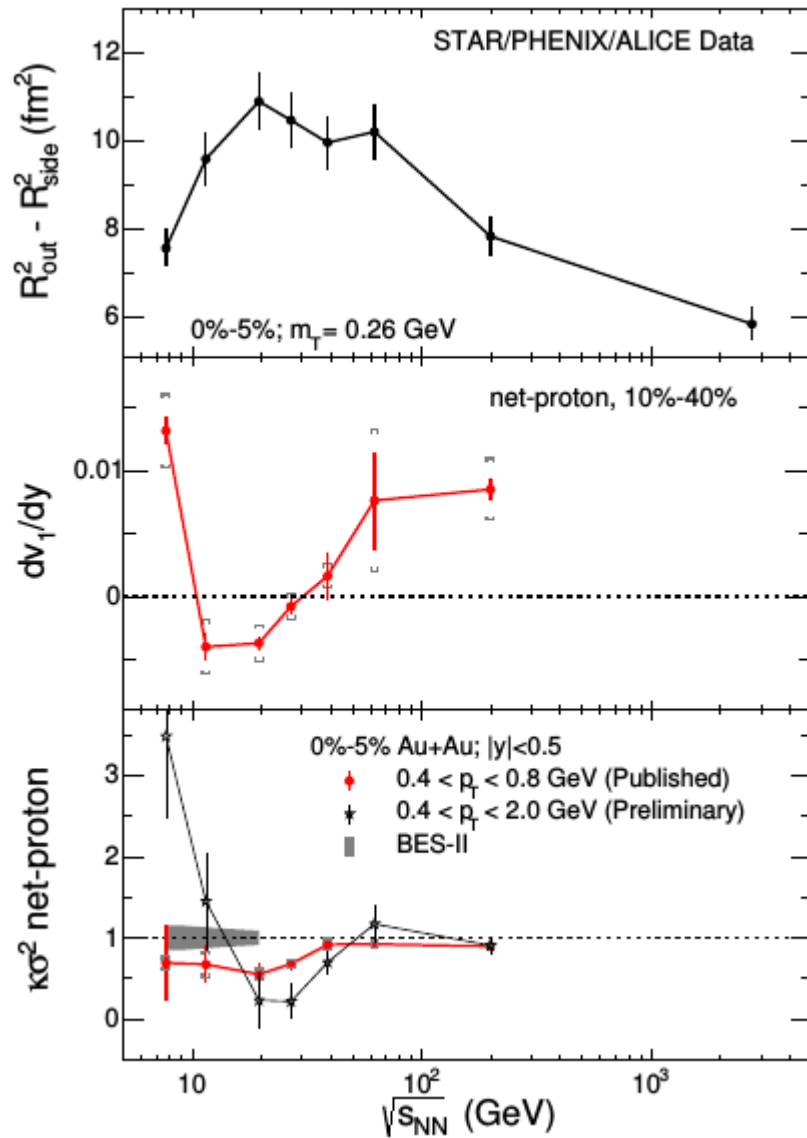 STAR/PHENIX/ALICE Data
12
10
8
6
R²out - R²side (fm²)
0%-5%; mT = 0.26 GeV
net-proton, 10%-40%
0.01
0
dv₁/dy
0%-5% Au+Au; |y|<0.5
0.4 < pT < 0.8 GeV (Published)
0.4 < pT < 2.0 GeV (Preliminary)
BES-II
3
2
1
0
κσ² net-proton
10
10²
10³
√sNN (GeV)